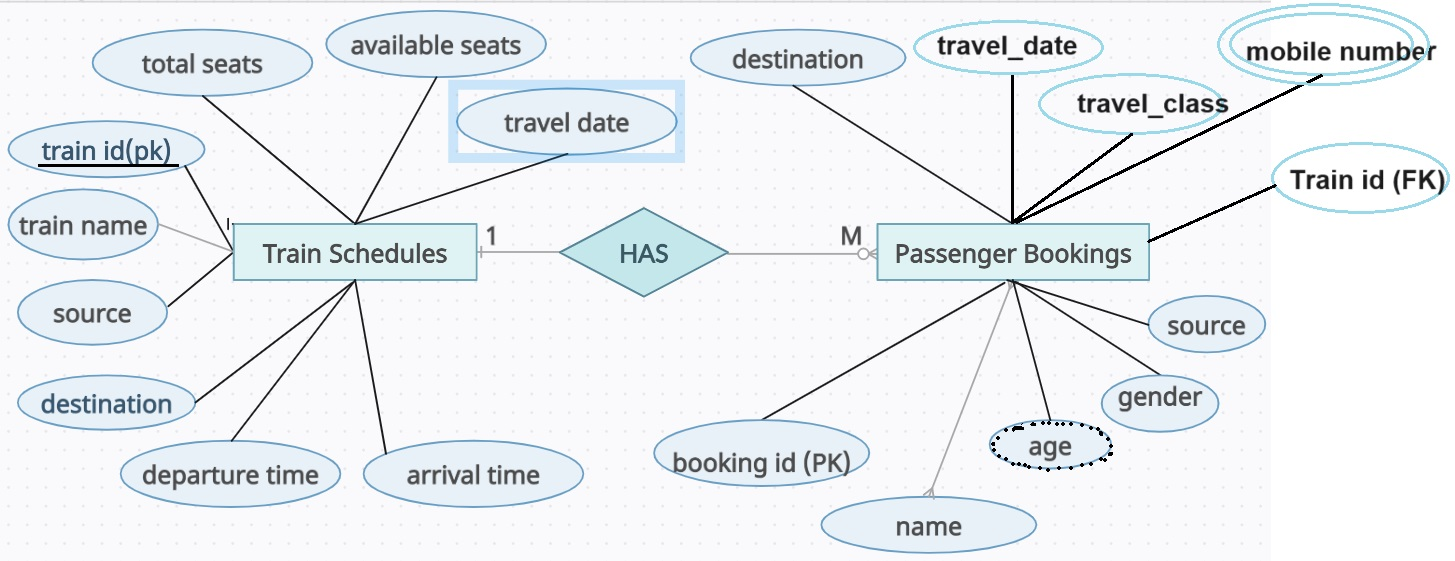 total seats
available seats
travel date
train id(pk)
train name
source
destination
departure time
arrival time
Train Schedules
1
HAS
M
Passenger Bookings
destination
travel_date
travel_class
mobile number
Train id (FK)
source
gender
age
name
booking id (PK)